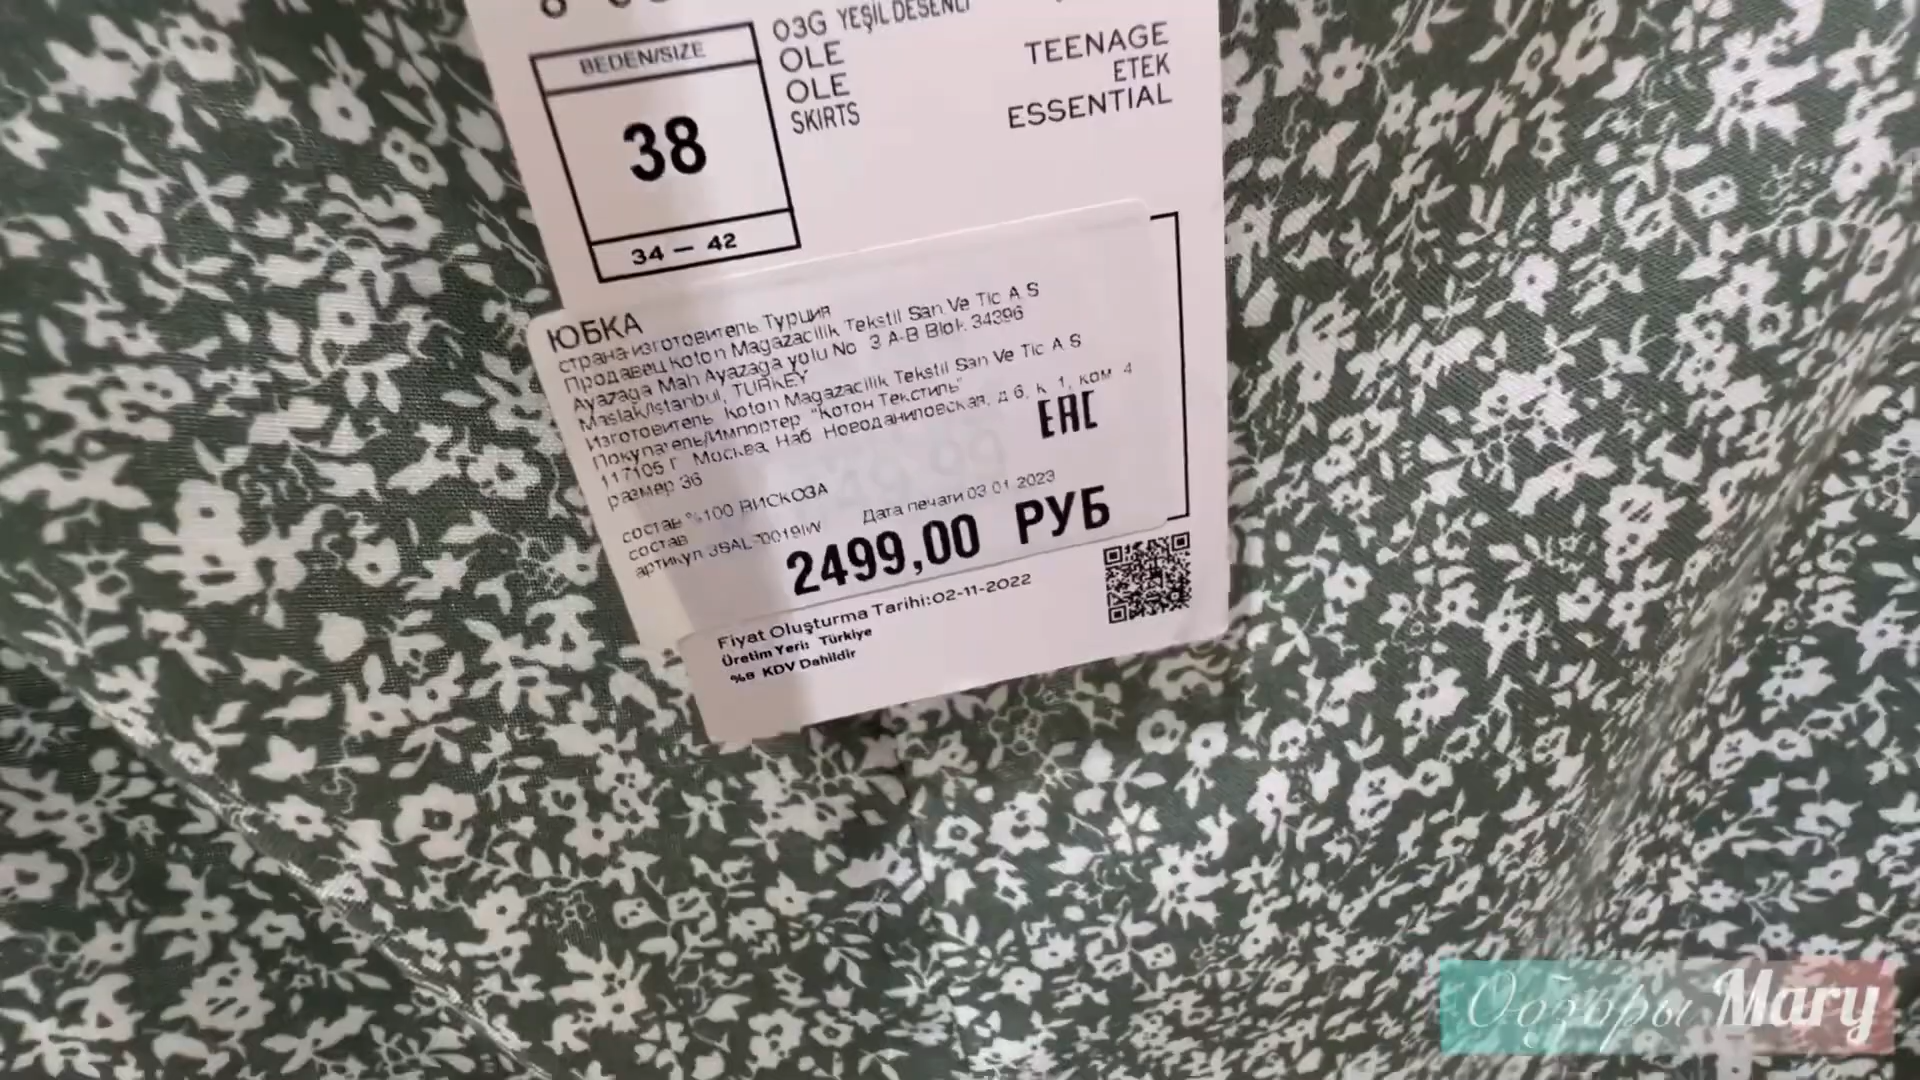 BEDEN/SIZE
38
34 – 42
03G YEŞİL DESENLİ
OLE
OLE
SKIRTS
TEENAGE
ETEK
ESSENTIAL
ЮБКА
страна-изготовитель Турция
Продавец Koton Magazacilik Tekstil San Ve Tic A S
Ayazaga Mah Ayazaga yolu No 3 A-B Blok 34396
Maslak/Istanbul, TURKEY
Изготовитель Koton Magazacilik Tekstil San Ve Tic A S
Покупатель/Импортер "Котон Текстиль"
117105 Г Москва, Наб Новоданиловская, д 6, к 1, ком 4
размер 36
EAC
состав %100 ВИСКОЗА
состав
Дата печати 03 01 2023
артикул
2499,00 РУБ
Fiyat Oluşturma Tarihi:02-11-2022
Üretim Yeri: Türkiye
%8 KDV Dahildir
Обзоры Mary